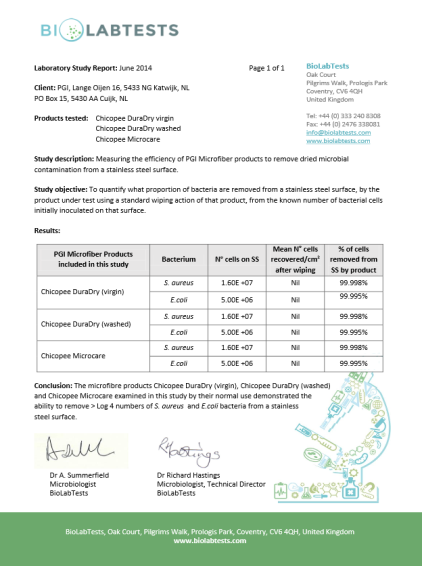 BIOLABTESTS
Laboratory Study Report: June 2014
Page 1 of 1
Client: PGI, Lange Oijen 16, 5433 NG Katwijk, NL
PO Box 15, 5430 AA Cuijk, NL
Products tested: Chicopee DuraDry virgin
Chicopee DuraDry washed
Chicopee Microcare
BioLabTests
Oak Court
Pilgrims Walk, Prologis Park
Coventry, CV6 4QH
United Kingdom
Tel: +44 (0) 333 240 8308
Fax: +44 (0) 2476 338081
info@biolabtests.com
www.biolabtests.com
Study description: Measuring the efficiency of PGI Microfiber products to remove dried microbial
contamination from a stainless steel surface.
Study objective: To quantify what proportion of bacteria are removed from a stainless steel surface, by the
product under test using a standard wiping action of that product, from the known number of bacterial cells
initially inoculated on that surface.
Results:
PGI Microfiber Products included in this study | Bacterium | N° cells on SS | Mean N° cells recovered/cm² after wiping | % of cells removed from SS by product
Chicopee DuraDry (virgin) | S. aureus | 1.60E +07 | Nil | 99.998%
E.coli | 5.00E +06 | Nil | 99.995%
Chicopee DuraDry (washed) | S. aureus | 1.60E +07 | Nil | 99.998%
E.coli | 5.00E +06 | Nil | 99.995%
Chicopee Microcare | S. aureus | 1.60E +07 | Nil | 99.998%
E.coli | 5.00E +06 | Nil | 99.995%
Conclusion: The microfibre products Chicopee DuraDry (virgin), Chicopee DuraDry (washed)
and Chicopee Microcare examined in this study by their normal use demonstrated the
ability to remove > Log 4 numbers of S. aureus and E.coli bacteria from a stainless
steel surface.
Dr A. Summerfield
Microbiologist
BioLabTests
Dr Richard Hastings
Microbiologist, Technical Director
BioLabTests
BioLabTests, Oak Court, Pilgrims Walk, Prologis Park, Coventry, CV6 4QH, United Kingdom
www.biolabtests.com